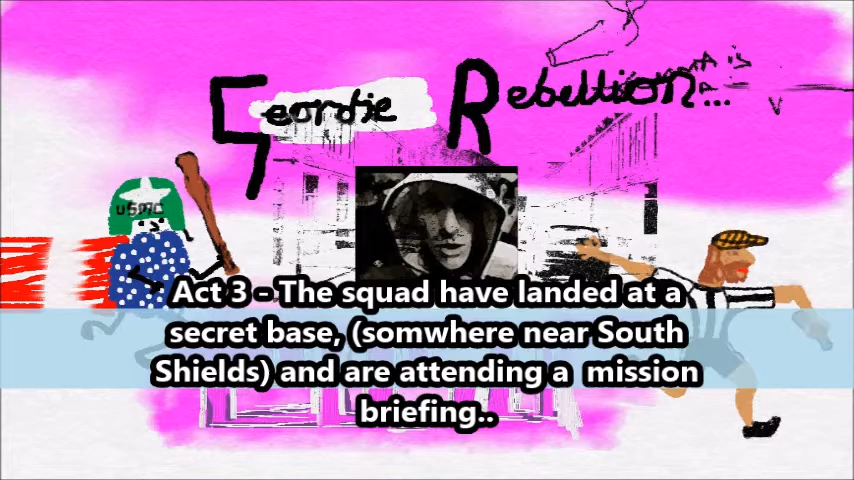 Geordie Rebellion...
USMC
Act 3 - The squad have landed at a
secret base, (somwhere near South
Shields) and are attending a  mission
briefing..